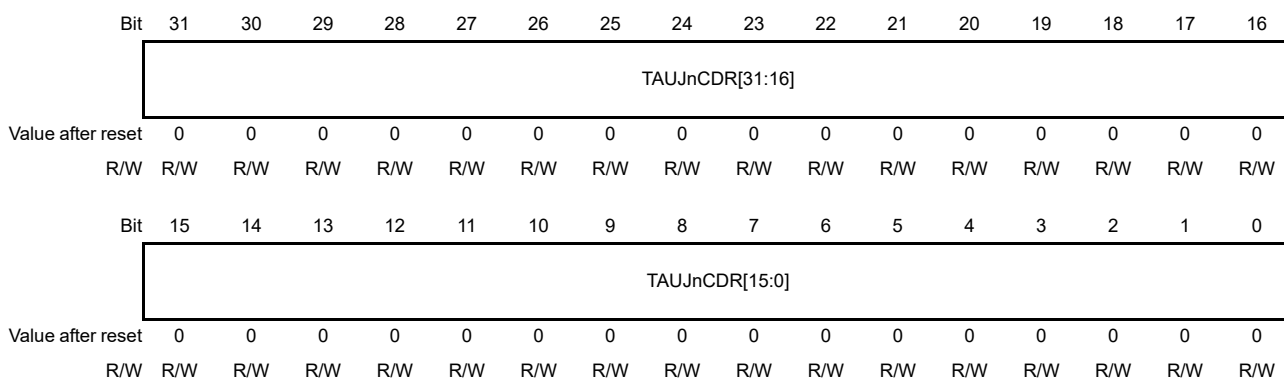 Bit 31 30 29 28 27 26 25 24 23 22 21 20 19 18 17 16
TAUJnCDR[31:16]
Value after reset 0 0 0 0 0 0 0 0 0 0 0 0 0 0 0 0
R/W R/W R/W R/W R/W R/W R/W R/W R/W R/W R/W R/W R/W R/W R/W R/W R/W
Bit 15 14 13 12 11 10 9 8 7 6 5 4 3 2 1 0
TAUJnCDR[15:0]
Value after reset 0 0 0 0 0 0 0 0 0 0 0 0 0 0 0 0
R/W R/W R/W R/W R/W R/W R/W R/W R/W R/W R/W R/W R/W R/W R/W R/W R/W